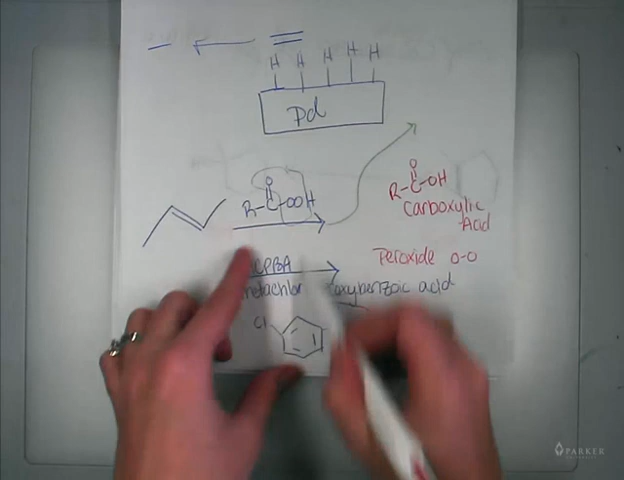 H H H H H
Pd
O
R-C-OOH
O
R-C-OH
Carboxylic
Acid
Peroxide O-O
CPBA
metachlor oxybenzoic acid
Cl
PARKER